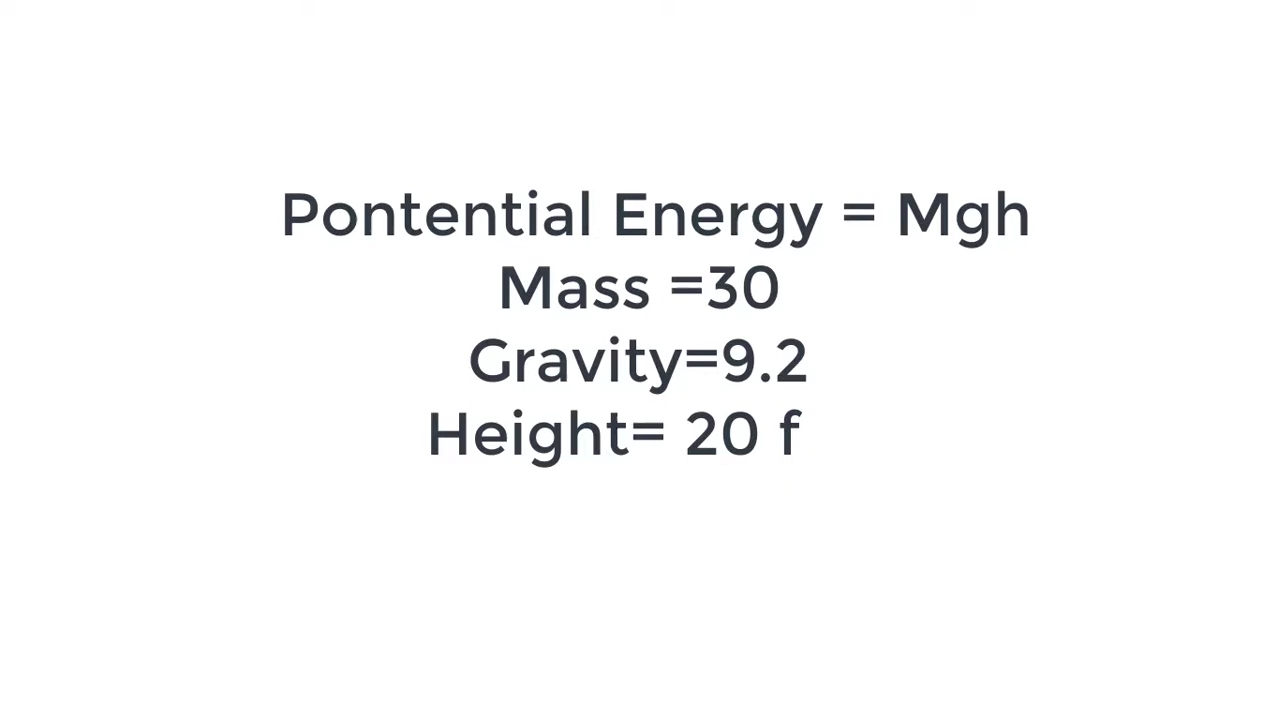 Pontential Energy = Mgh
Mass =30
Gravity=9.2
Height= 20 f